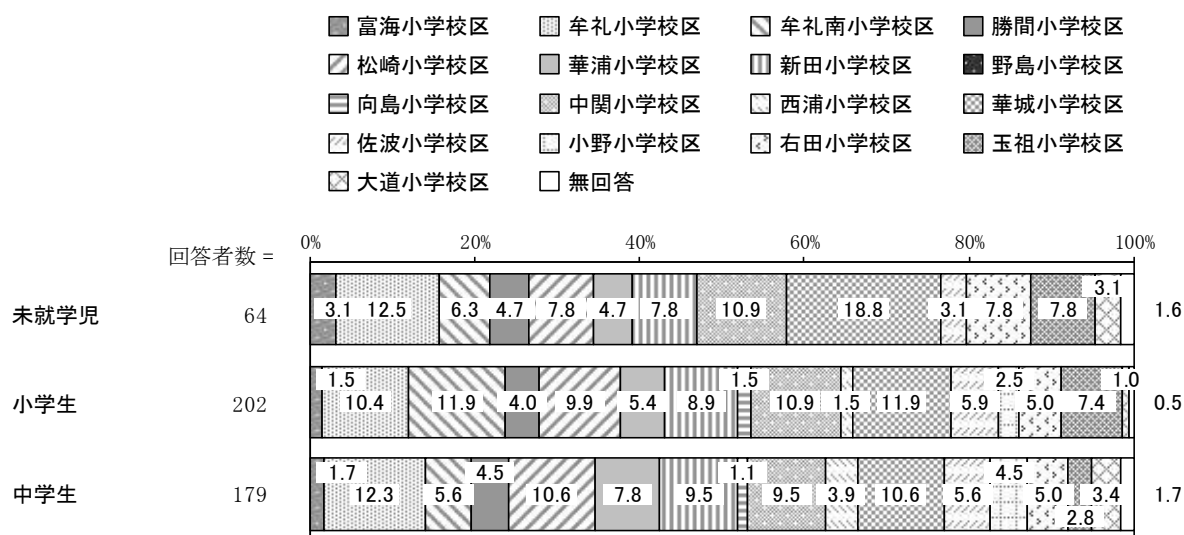 富海小学校区 牟礼小学校区 牟礼南小学校区 勝間小学校区
松崎小学校区 華浦小学校区 新田小学校区 野島小学校区
向島小学校区 中関小学校区 西浦小学校区 華城小学校区
佐波小学校区 小野小学校区 右田小学校区 玉祖小学校区
大道小学校区 無回答
回答者数 = 0% 20% 40% 60% 80% 100%
3.1
未就学児 64 3.1 12.5 6.3 4.7 7.8 4.7 7.8 10.9 18.8 3.1 7.8 7.8 1.6
1.5 1.5 2.5 1.0
小学生 202 10.4 11.9 4.0 9.9 5.4 8.9 10.9 1.5 11.9 5.9 5.0 7.4 0.5
1.7 4.5 1.1 4.5
中学生 179 12.3 5.6 10.6 7.8 9.5 9.5 3.9 10.6 5.6 5.0 3.4 1.7
2.8